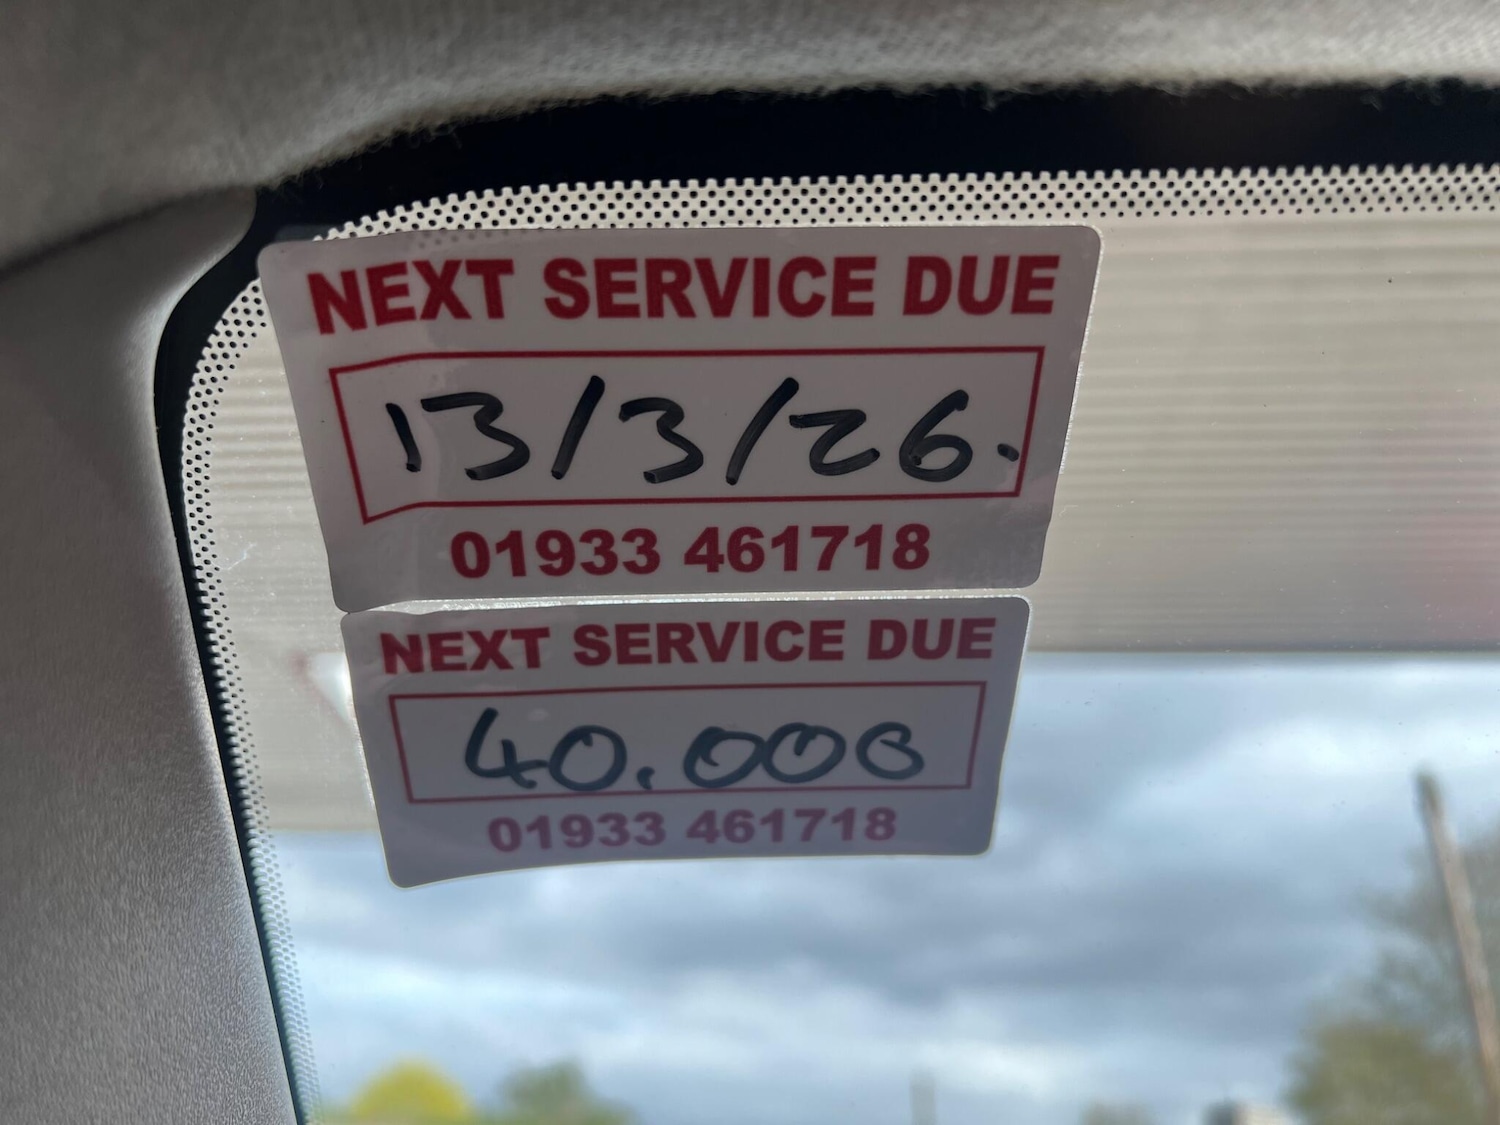 NEXT SERVICE DUE
13/3/26.
01933 461718
NEXT SERVICE DUE
40.000
01933 461718